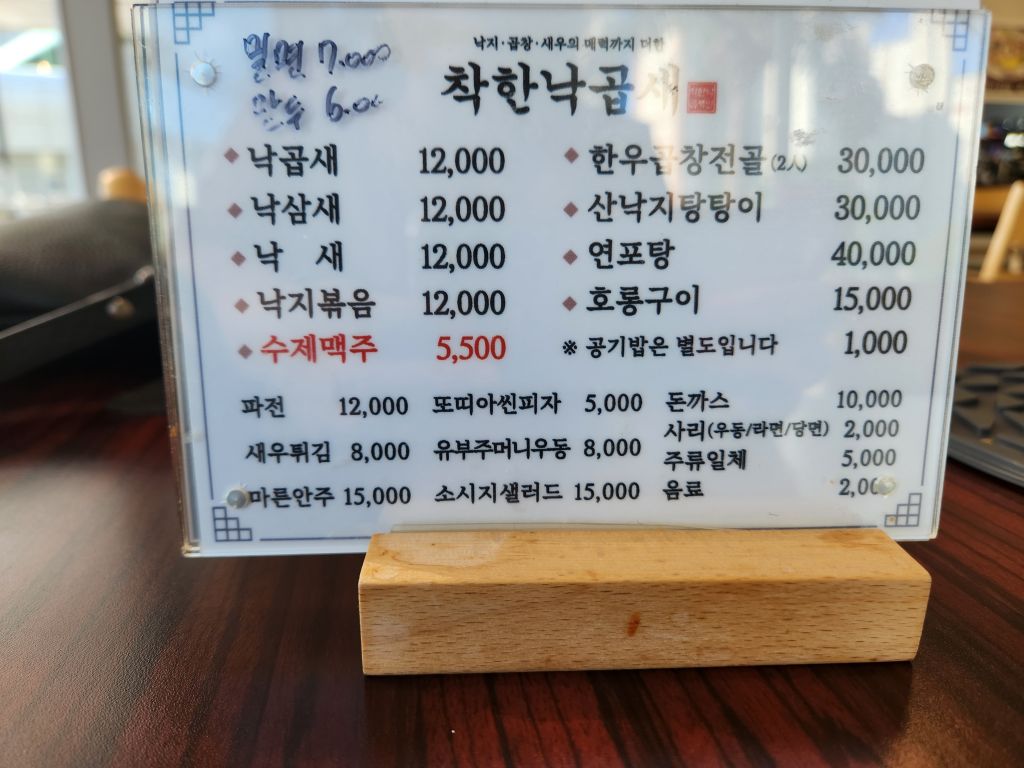 밀면 7.000
만두 6.00
낙지·곱창·새우의 매력까지 더한
착한낙곱새
낙곱새 12,000
낙삼새 12,000
낙 새 12,000
낙지볶음 12,000
수제맥주 5,500
한우곱창전골(2人) 30,000
산낙지탕탕이 30,000
연포탕 40,000
호롱구이 15,000
※ 공기밥은 별도입니다 1,000
파전 12,000
새우튀김 8,000
마른안주 15,000
또띠아씬피자 5,000
유부주머니우동 8,000
소시지샐러드 15,000
돈까스 10,000
사리(우동/라면/당면) 2,000
주류일체 5,000
음료 2,00